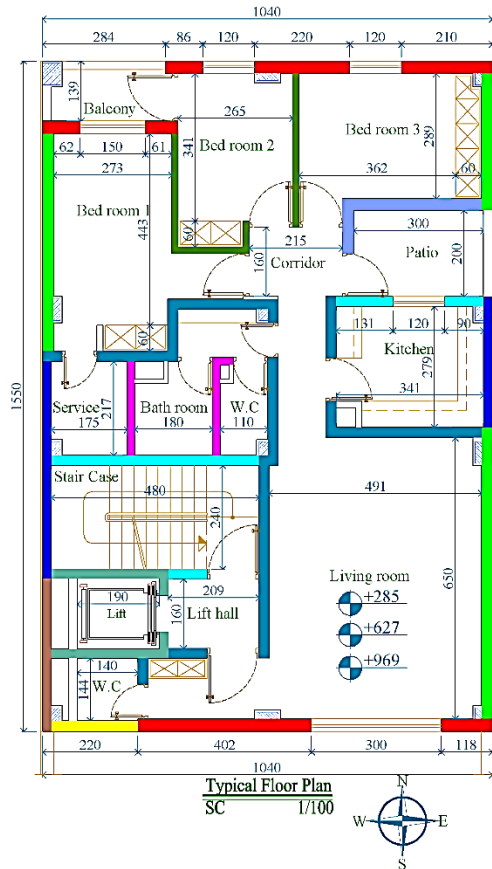 1040
284 86 120 220 120 210
139
Balcony
265
Bed room 2
341
Bed room 3
289
62 150 61
362 60
273
Bed room 1
443
60
160
215
Corridor
300
Patio
200
131 120 90
Kitchen
279
341
60
1550
Service
217
175
Bath room
180
W.C
110
Stair Case
480
240
491
650
190
Lift
209
160
Lift hall
Living room
+285
+627
+969
140
W.C
144
220 402 300 118
1040
Typical Floor Plan
SC 1/100
N
W E
S